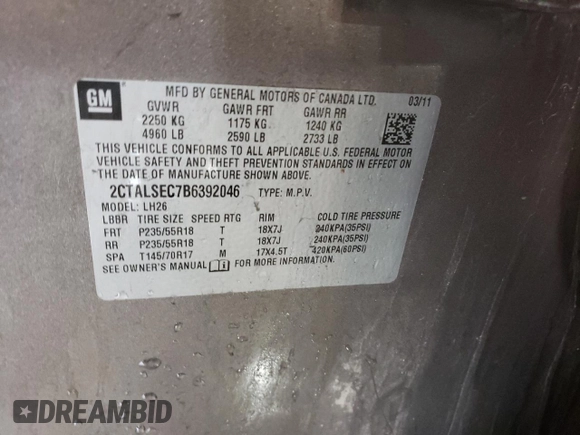 GM
MFD BY GENERAL MOTORS OF CANADA LTD. 03/11
GVWR GAWR FRT GAWR RR
2250 KG 1175 KG 1240 KG
4960 LB 2590 LB 2733 LB
THIS VEHICLE CONFORMS TO ALL APPLICABLE U.S. FEDERAL MOTOR
VEHICLE SAFETY AND THEFT PREVENTION STANDARDS IN EFFECT ON
THE DATE OF MANUFACTURE SHOWN ABOVE.
2CTALSEC7B6392046 TYPE: M.P.V.
MODEL: LH26
LBBR TIRE SIZE SPEED RTG RIM COLD TIRE PRESSURE
FRT P235/55R18 T 18X7J 240KPA(35PSI)
RR P235/55R18 T 18X7J 240KPA(35PSI)
SPA T145/70R17 M 17X4.5T 420KPA(60PSI)
SEE OWNER'S MANUAL FOR MORE INFORMATION.
DREAMBID